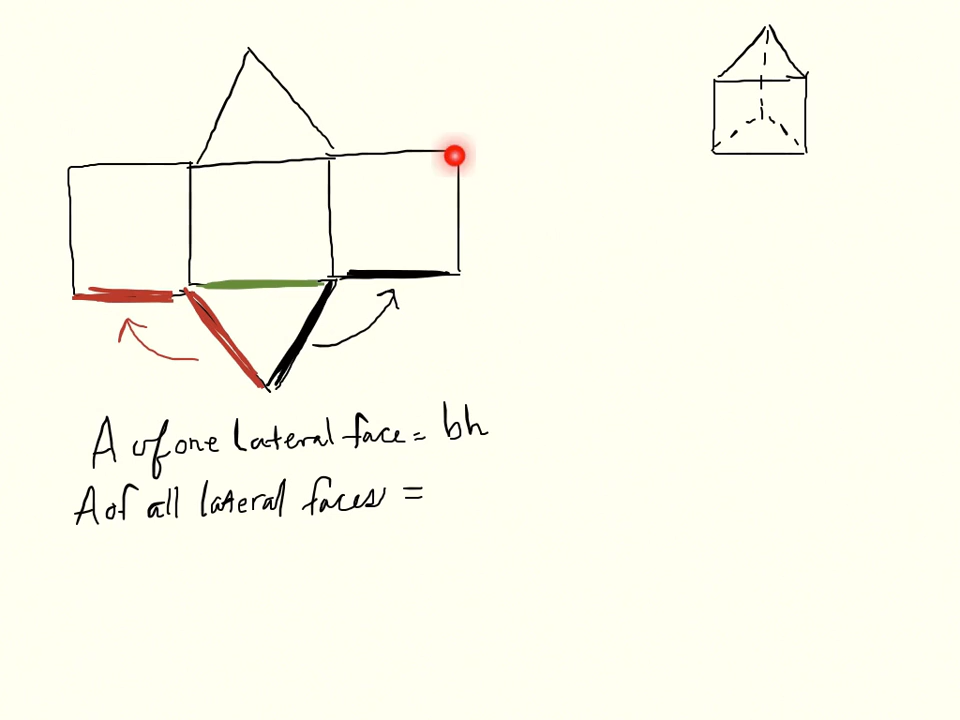 A of one lateral face = bh
A of all lateral faces =